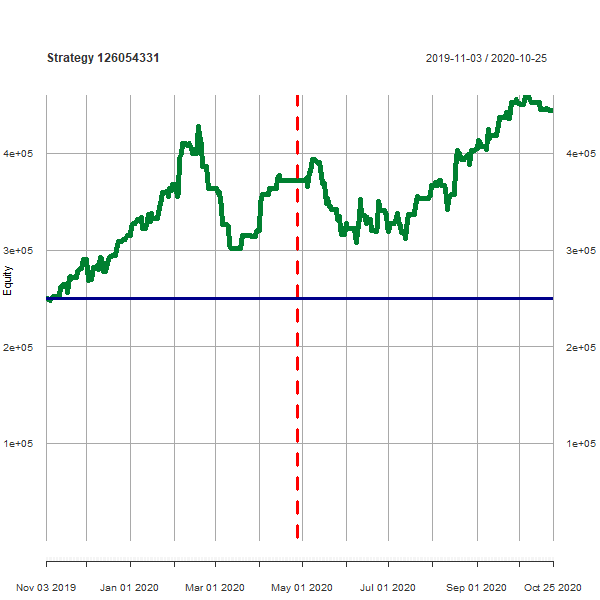 Strategy 126054331
2019-11-03 / 2020-10-25
Equity
4e+05
4e+05
3e+05
3e+05
2e+05
2e+05
1e+05
1e+05
Nov 03 2019
Jan 01 2020
Mar 01 2020
May 01 2020
Jul 01 2020
Sep 01 2020
Oct 25 2020